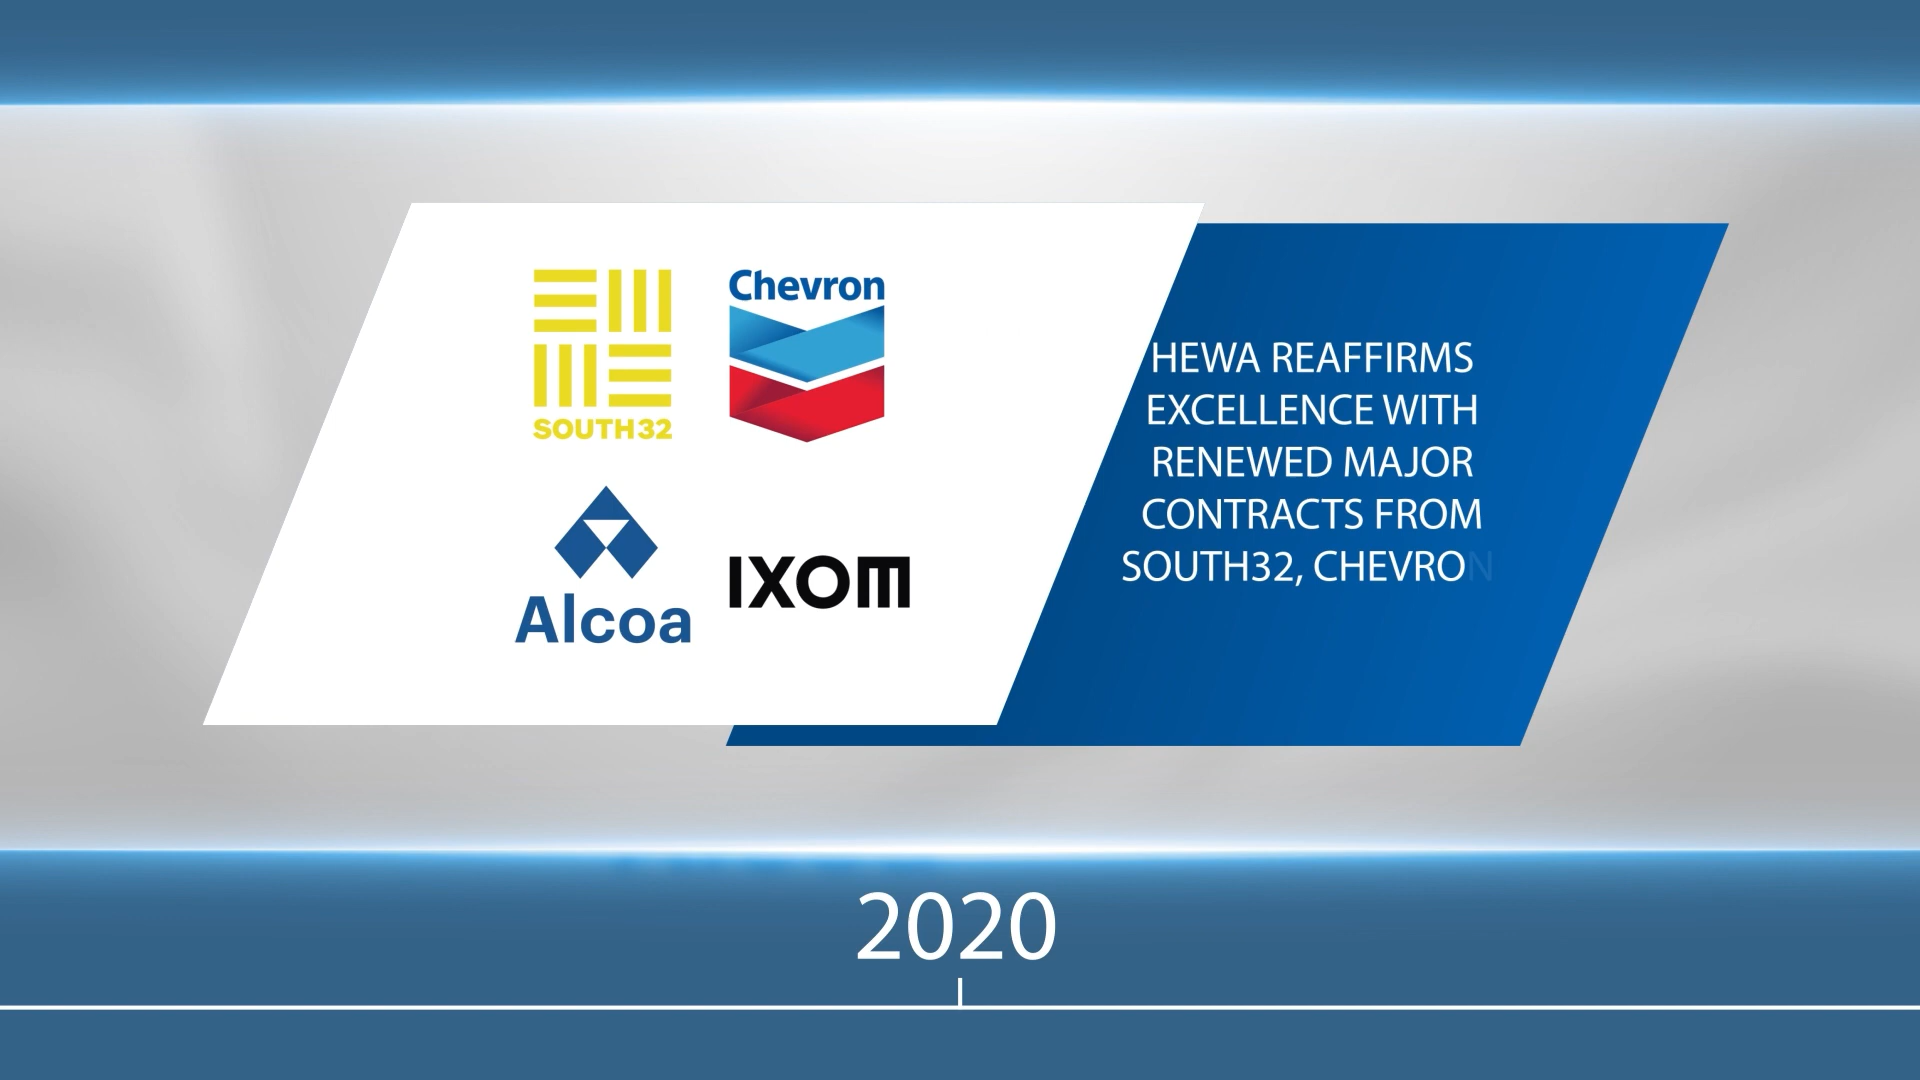 SOUTH32
Chevron
Alcoa
IXOM
HEWA REAFFIRMS
EXCELLENCE WITH
RENEWED MAJOR
CONTRACTS FROM
SOUTH32, CHEVRON
2020